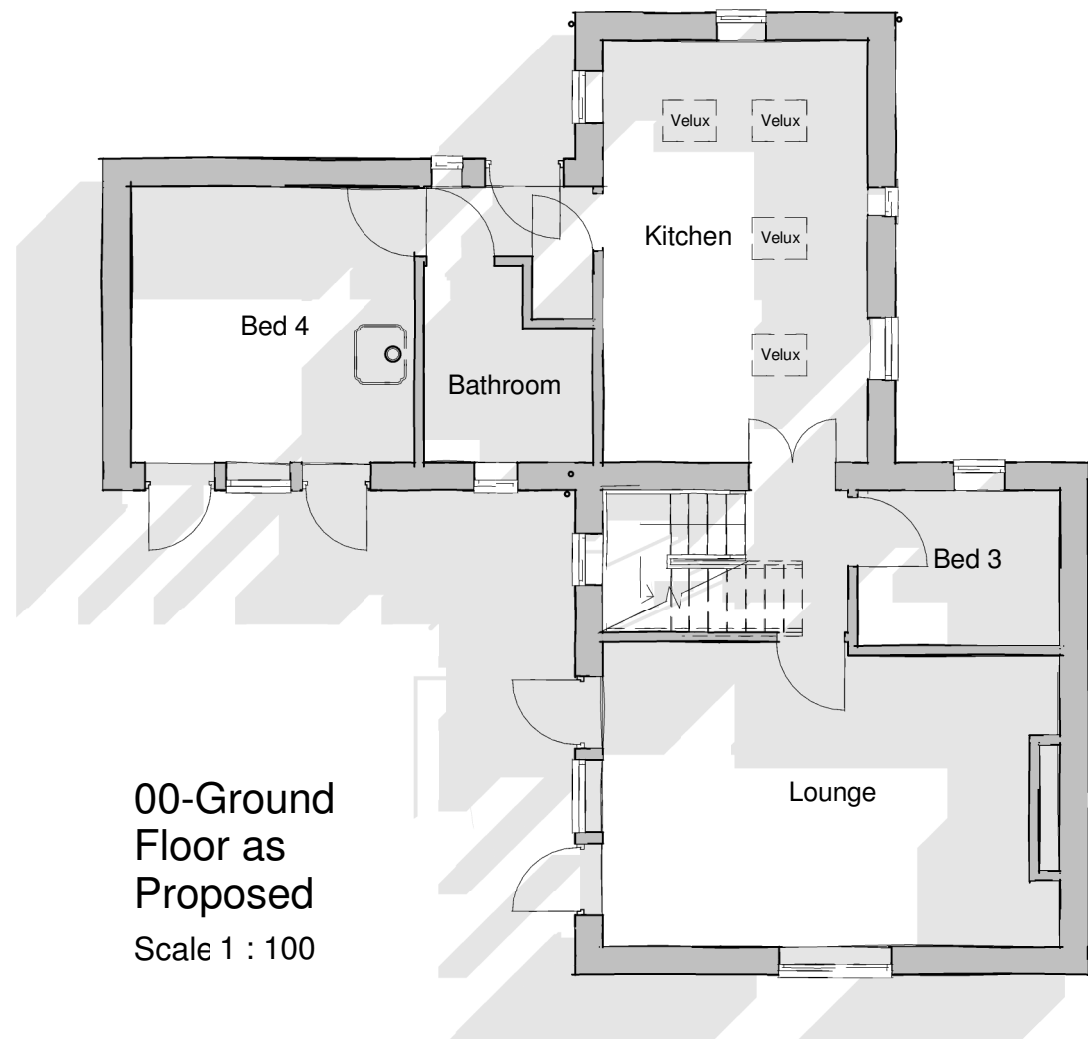 Velux Velux
Kitchen
Velux
Bed 4
Velux
Bathroom
Bed 3
Lounge
00-Ground
Floor as
Proposed
Scale 1 : 100